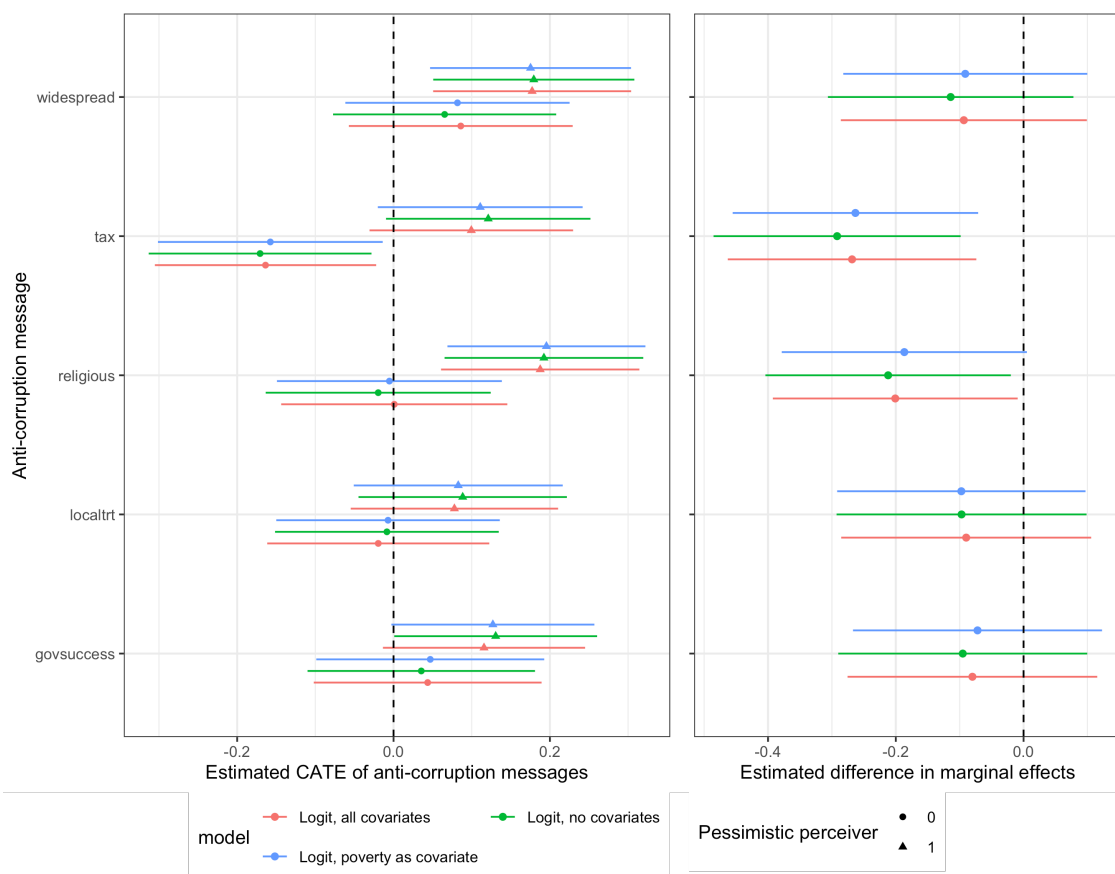 widespread
tax
religious
localtrt
govsuccess
Anti-corruption message
-0.2 0.0 0.2
-0.4 -0.2 0.0
Estimated CATE of anti-corruption messages
Estimated difference in marginal effects
model
Logit, all covariates
Logit, no covariates
Logit, poverty as covariate
Pessimistic perceiver
0
1